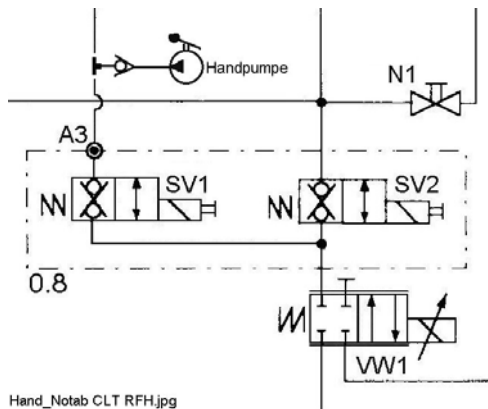 Handpumpe
N1
A3
SV1
SV2
0.8
VW1
Hand_Notab CLT RFH.jpg